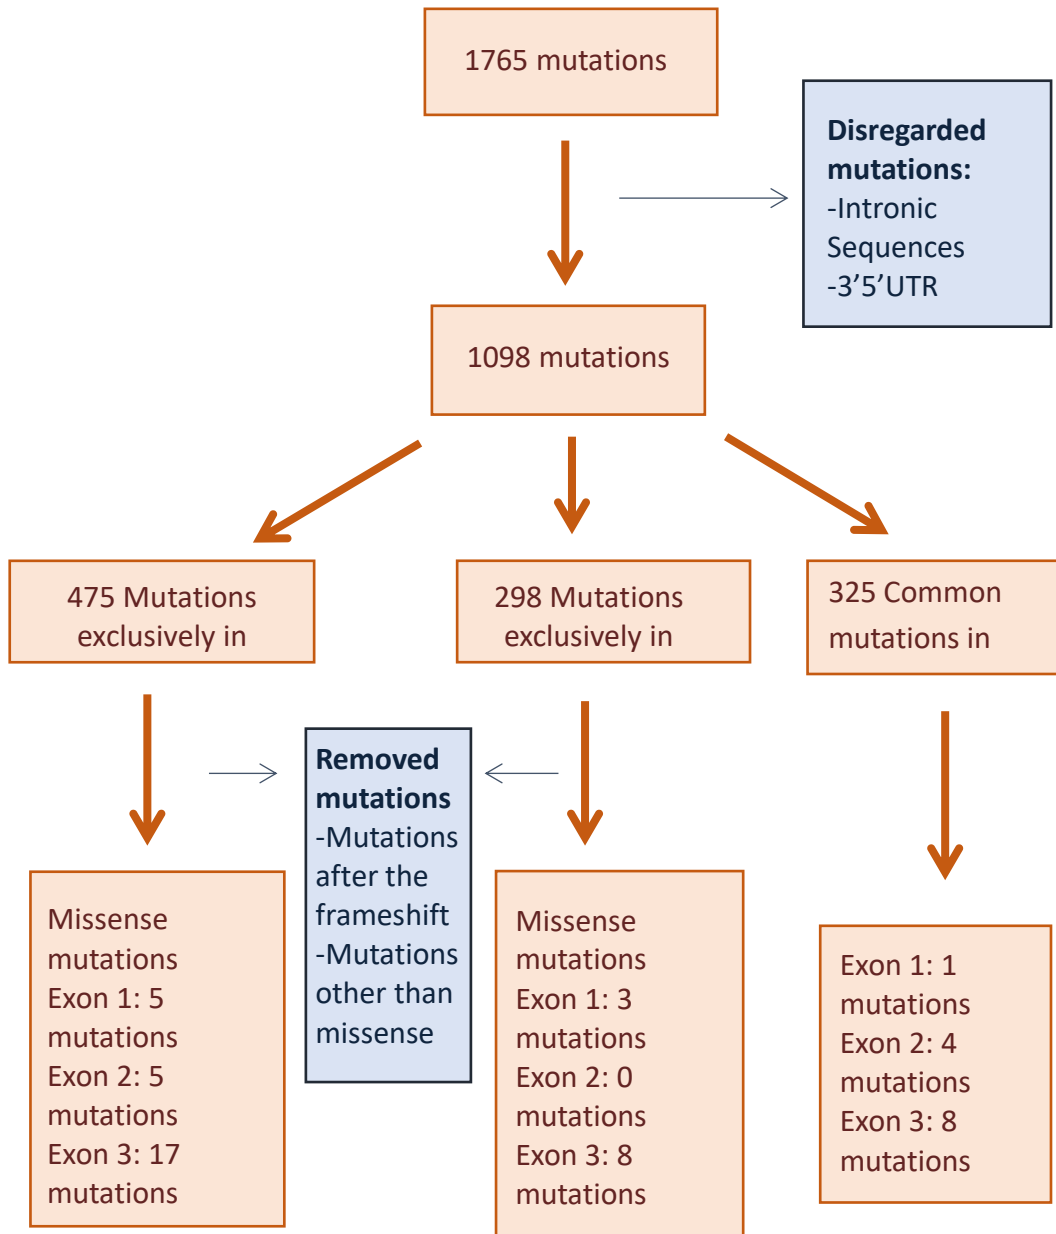 1765 mutations
Disregarded
mutations:
-Intronic
Sequences
-3’5’UTR
1098 mutations
475 Mutations
exclusively in
298 Mutations
exclusively in
325 Common
mutations in
Removed
mutations
-Mutations
after the
frameshift
-Mutations
other than
missense
Missense
mutations
Exon 1: 5
mutations
Exon 2: 5
mutations
Exon 3: 17
mutations
Missense
mutations
Exon 1: 3
mutations
Exon 2: 0
mutations
Exon 3: 8
mutations
Exon 1: 1
mutations
Exon 2: 4
mutations
Exon 3: 8
mutations